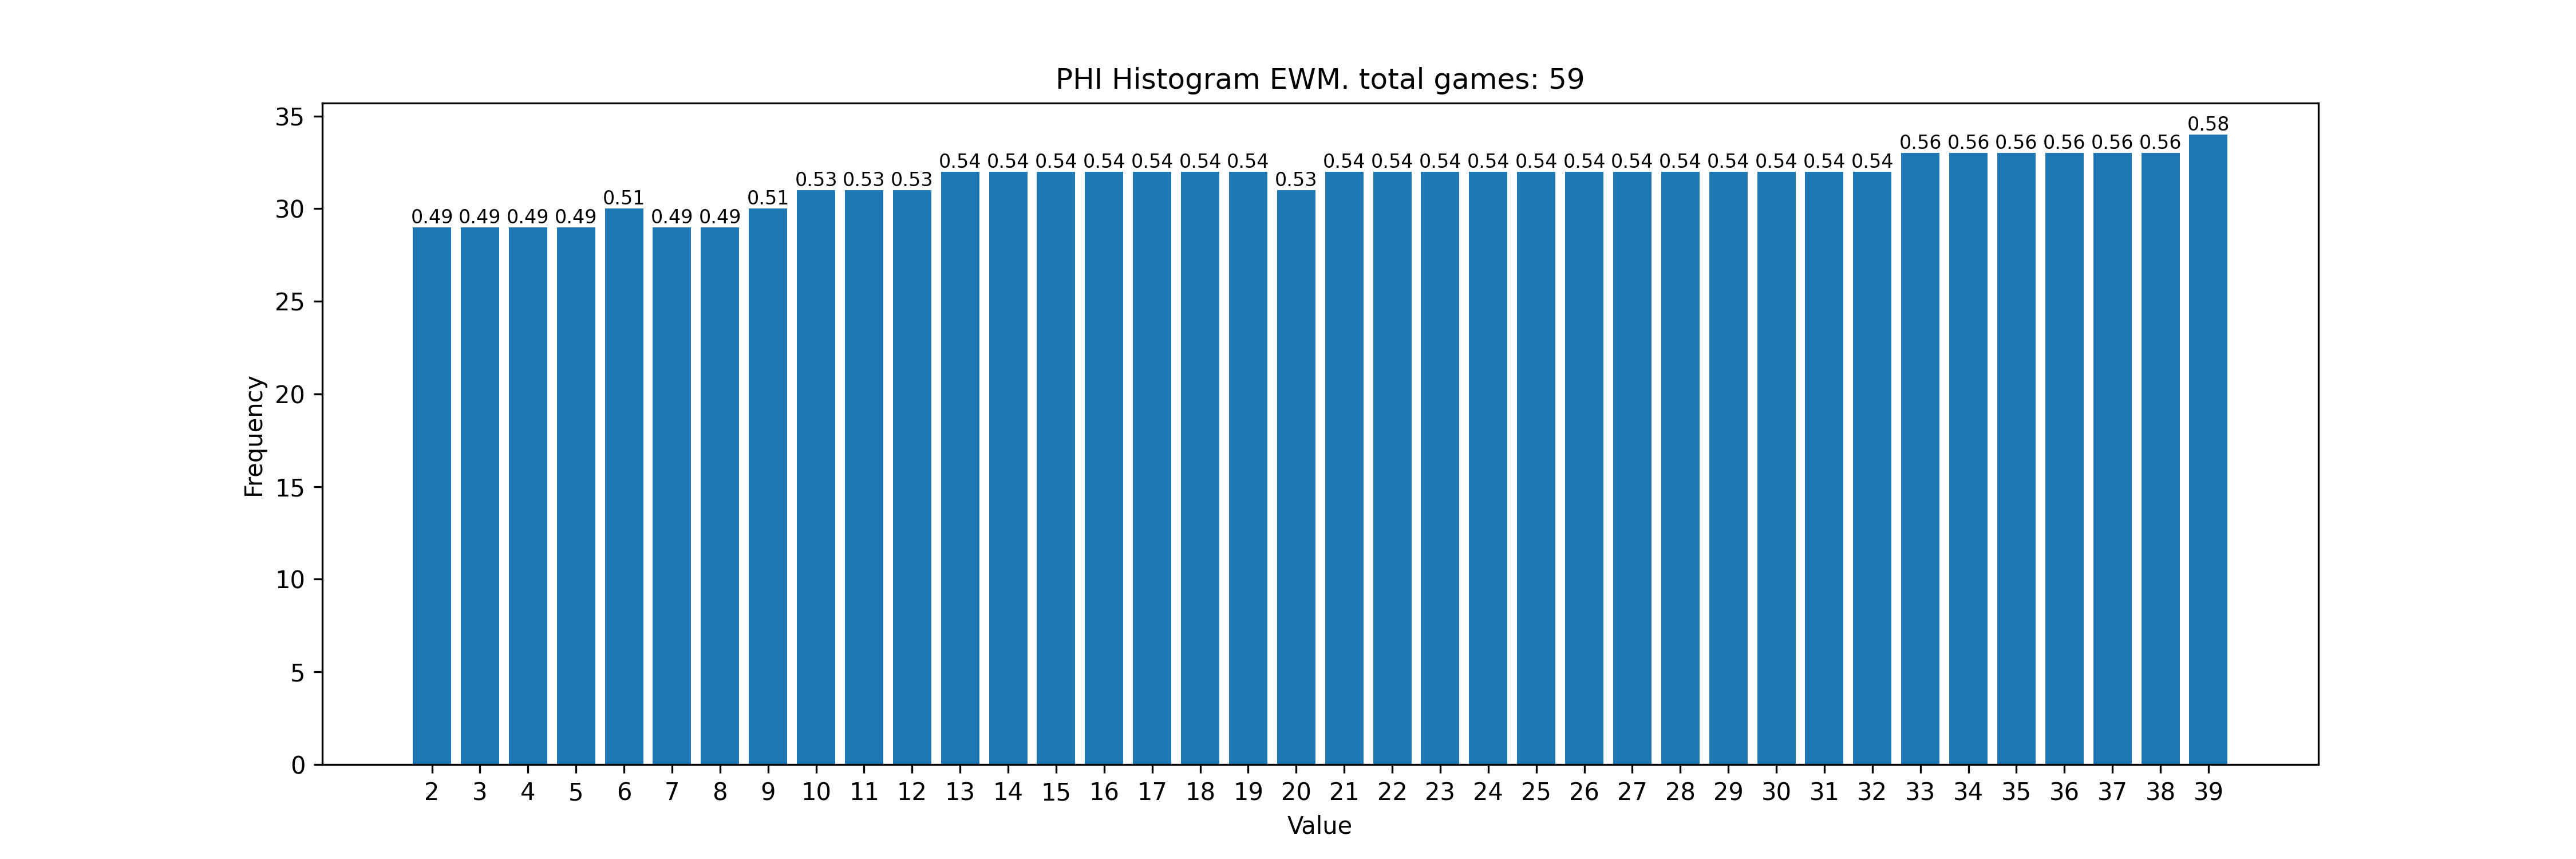 PHI Histogram EWM. total games: 59
35
30
25
20
15
10
5
0
Frequency
0.49 0.49 0.49 0.49 0.51 0.49 0.49 0.51 0.53 0.53 0.53 0.54 0.54 0.54 0.54 0.54 0.54 0.54 0.53 0.54 0.54 0.54 0.54 0.54 0.54 0.54 0.54 0.54 0.54 0.54 0.54 0.56 0.56 0.56 0.56 0.56 0.56 0.58
2 3 4 5 6 7 8 9 10 11 12 13 14 15 16 17 18 19 20 21 22 23 24 25 26 27 28 29 30 31 32 33 34 35 36 37 38 39
Value